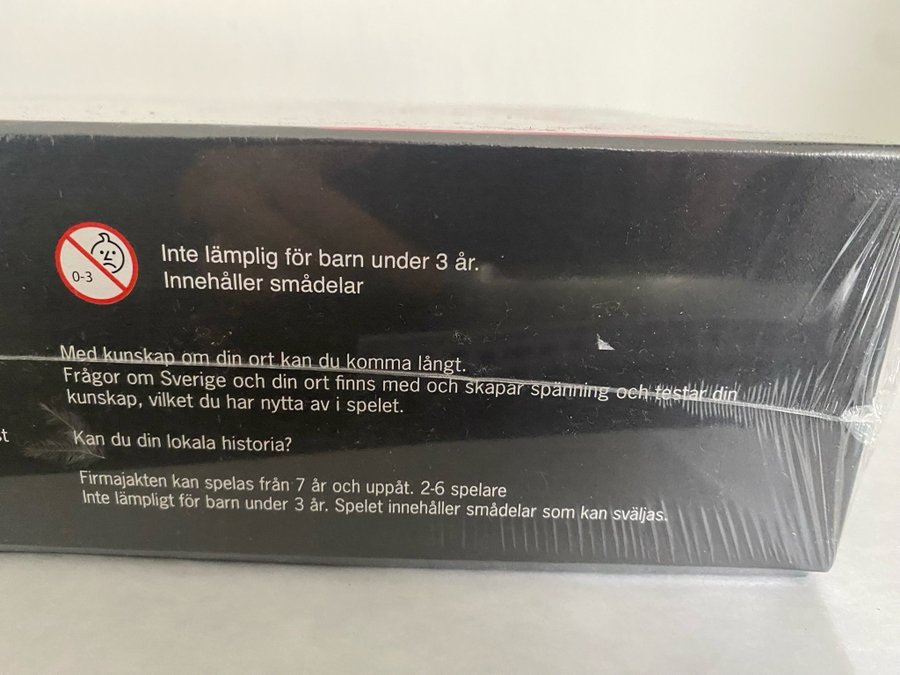 0-3
Inte lämplig för barn under 3 år.
Innehåller smådelar
Med kunskap om din ort kan du komma långt.
Frågor om Sverige och din ort finns med och skapar spänning och testar din
kunskap, vilket du har nytta av i spelet.
Kan du din lokala historia?
Firmajakten kan spelas från 7 år och uppåt. 2-6 spelare
Inte lämpligt för barn under 3 år. Spelet innehåller smådelar som kan sväljas.